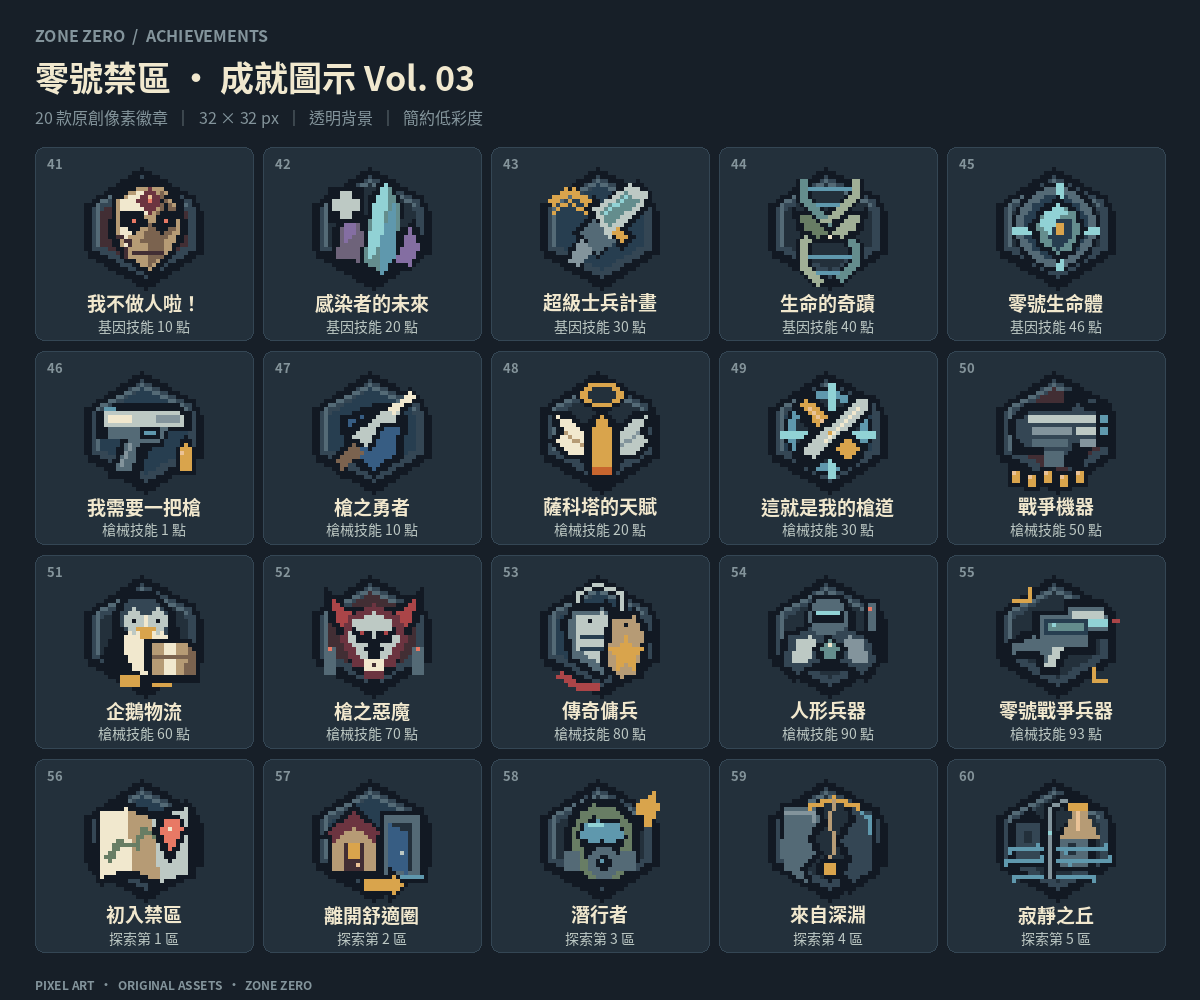 ZONE ZERO / ACHIEVEMENTS
零號禁區 • 成就圖示 Vol. 03
20 款原創像素徽章 ｜ 32 × 32 px ｜ 透明背景 ｜ 簡約低彩度
41
我不做人啦！
基因技能 10 點
42
感染者的未來
基因技能 20 點
43
超級士兵計畫
基因技能 30 點
44
生命的奇蹟
基因技能 40 點
45
零號生命體
基因技能 46 點
46
我需要一把槍
槍械技能 1 點
47
槍之勇者
槍械技能 10 點
48
薩科塔的天賦
槍械技能 20 點
49
這就是我的槍道
槍械技能 30 點
50
戰爭機器
槍械技能 50 點
51
企鵝物流
槍械技能 60 點
52
槍之惡魔
槍械技能 70 點
53
傳奇傭兵
槍械技能 80 點
54
人形兵器
槍械技能 90 點
55
零號戰爭兵器
槍械技能 93 點
56
初入禁區
探索第 1 區
57
離開舒適圈
探索第 2 區
58
潛行者
探索第 3 區
59
來自深淵
探索第 4 區
60
寂靜之丘
探索第 5 區
PIXEL ART • ORIGINAL ASSETS • ZONE ZERO